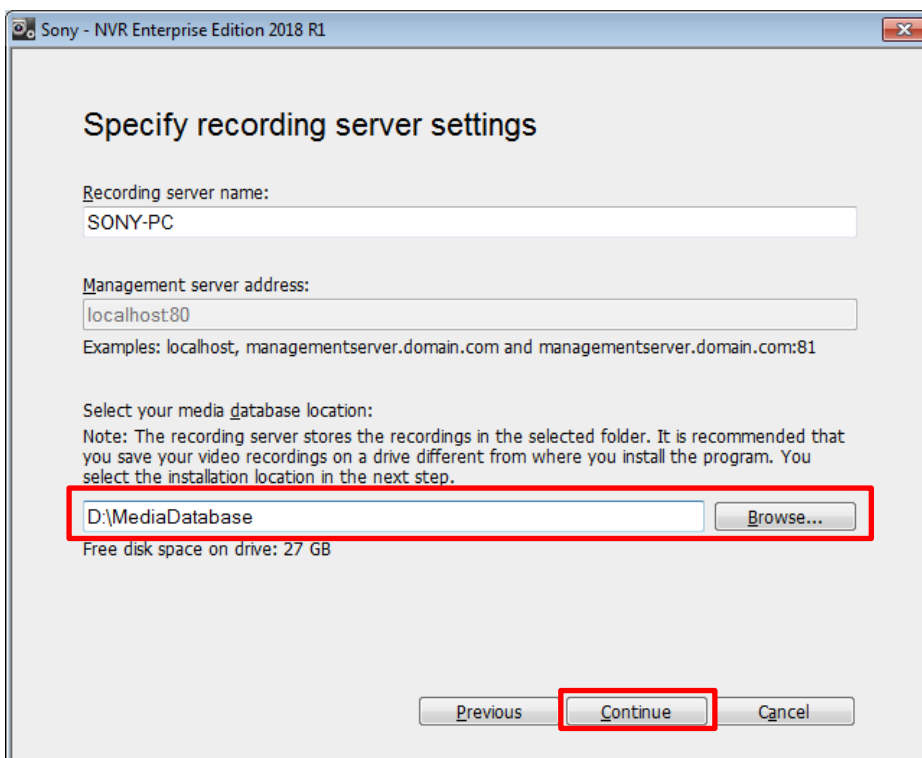 Sony - NVR Enterprise Edition 2018 R1
Specify recording server settings
Recording server name:
SONY-PC
Management server address:
localhost:80
Examples: localhost, managementserver.domain.com and managementserver.domain.com:81
Select your media database location:
Note: The recording server stores the recordings in the selected folder. It is recommended that
you save your video recordings on a drive different from where you install the program. You
select the installation location in the next step.
D:\MediaDatabase
Browse...
Free disk space on drive: 27 GB
Previous Continue Cancel